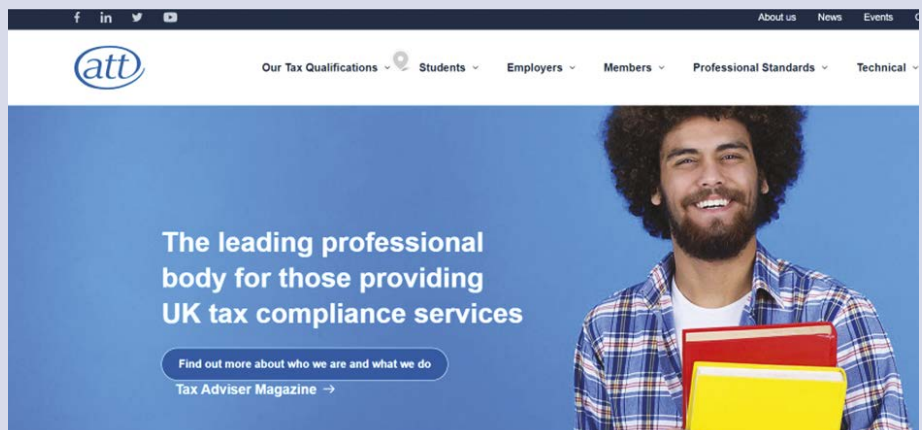 About us News Events
att
Our Tax Qualifications Students Employers Members Professional Standards Technical
The leading professional
body for those providing
UK tax compliance services
Find out more about who we are and what we do
Tax Adviser Magazine →